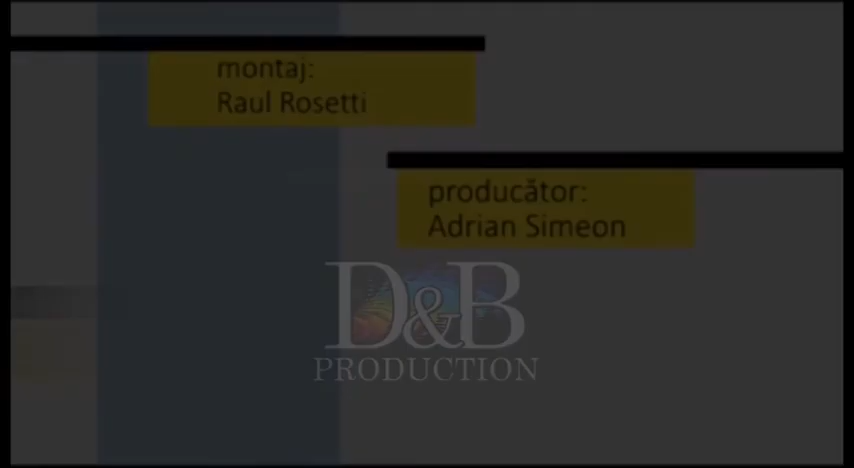 montaj:
Raul Rosetti
producător:
Adrian Simeon
D&B
PRODUCTION